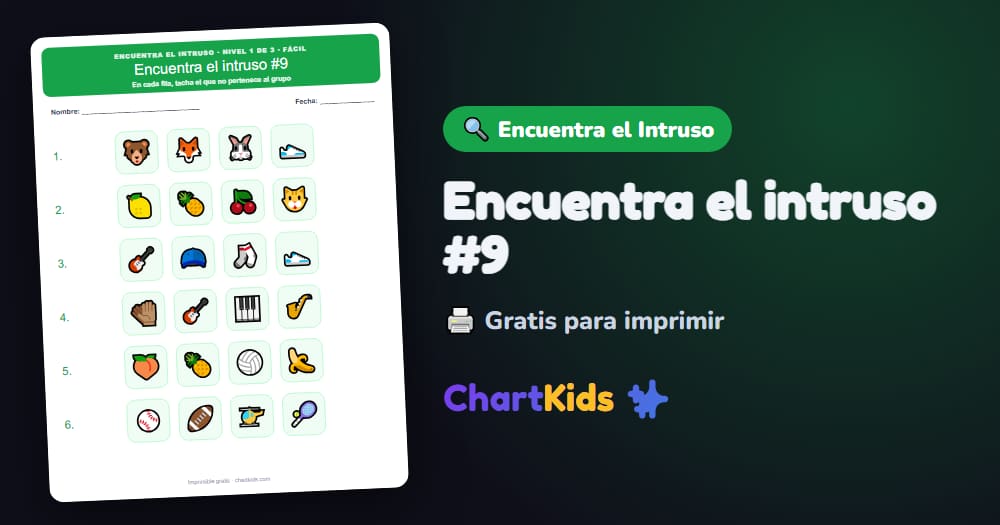 ENCUENTRA EL INTRUSO · NIVEL 1 DE 3 · FÁCIL
Encuentra el intruso #9
En cada fila, tacha el que no pertenece al grupo
Nombre:
Fecha:
1.
2.
3.
4.
5.
6.
Imprimible gratis · chartkids.com
Encuentra el Intruso
Encuentra el intruso
#9
Gratis para imprimir
ChartKids